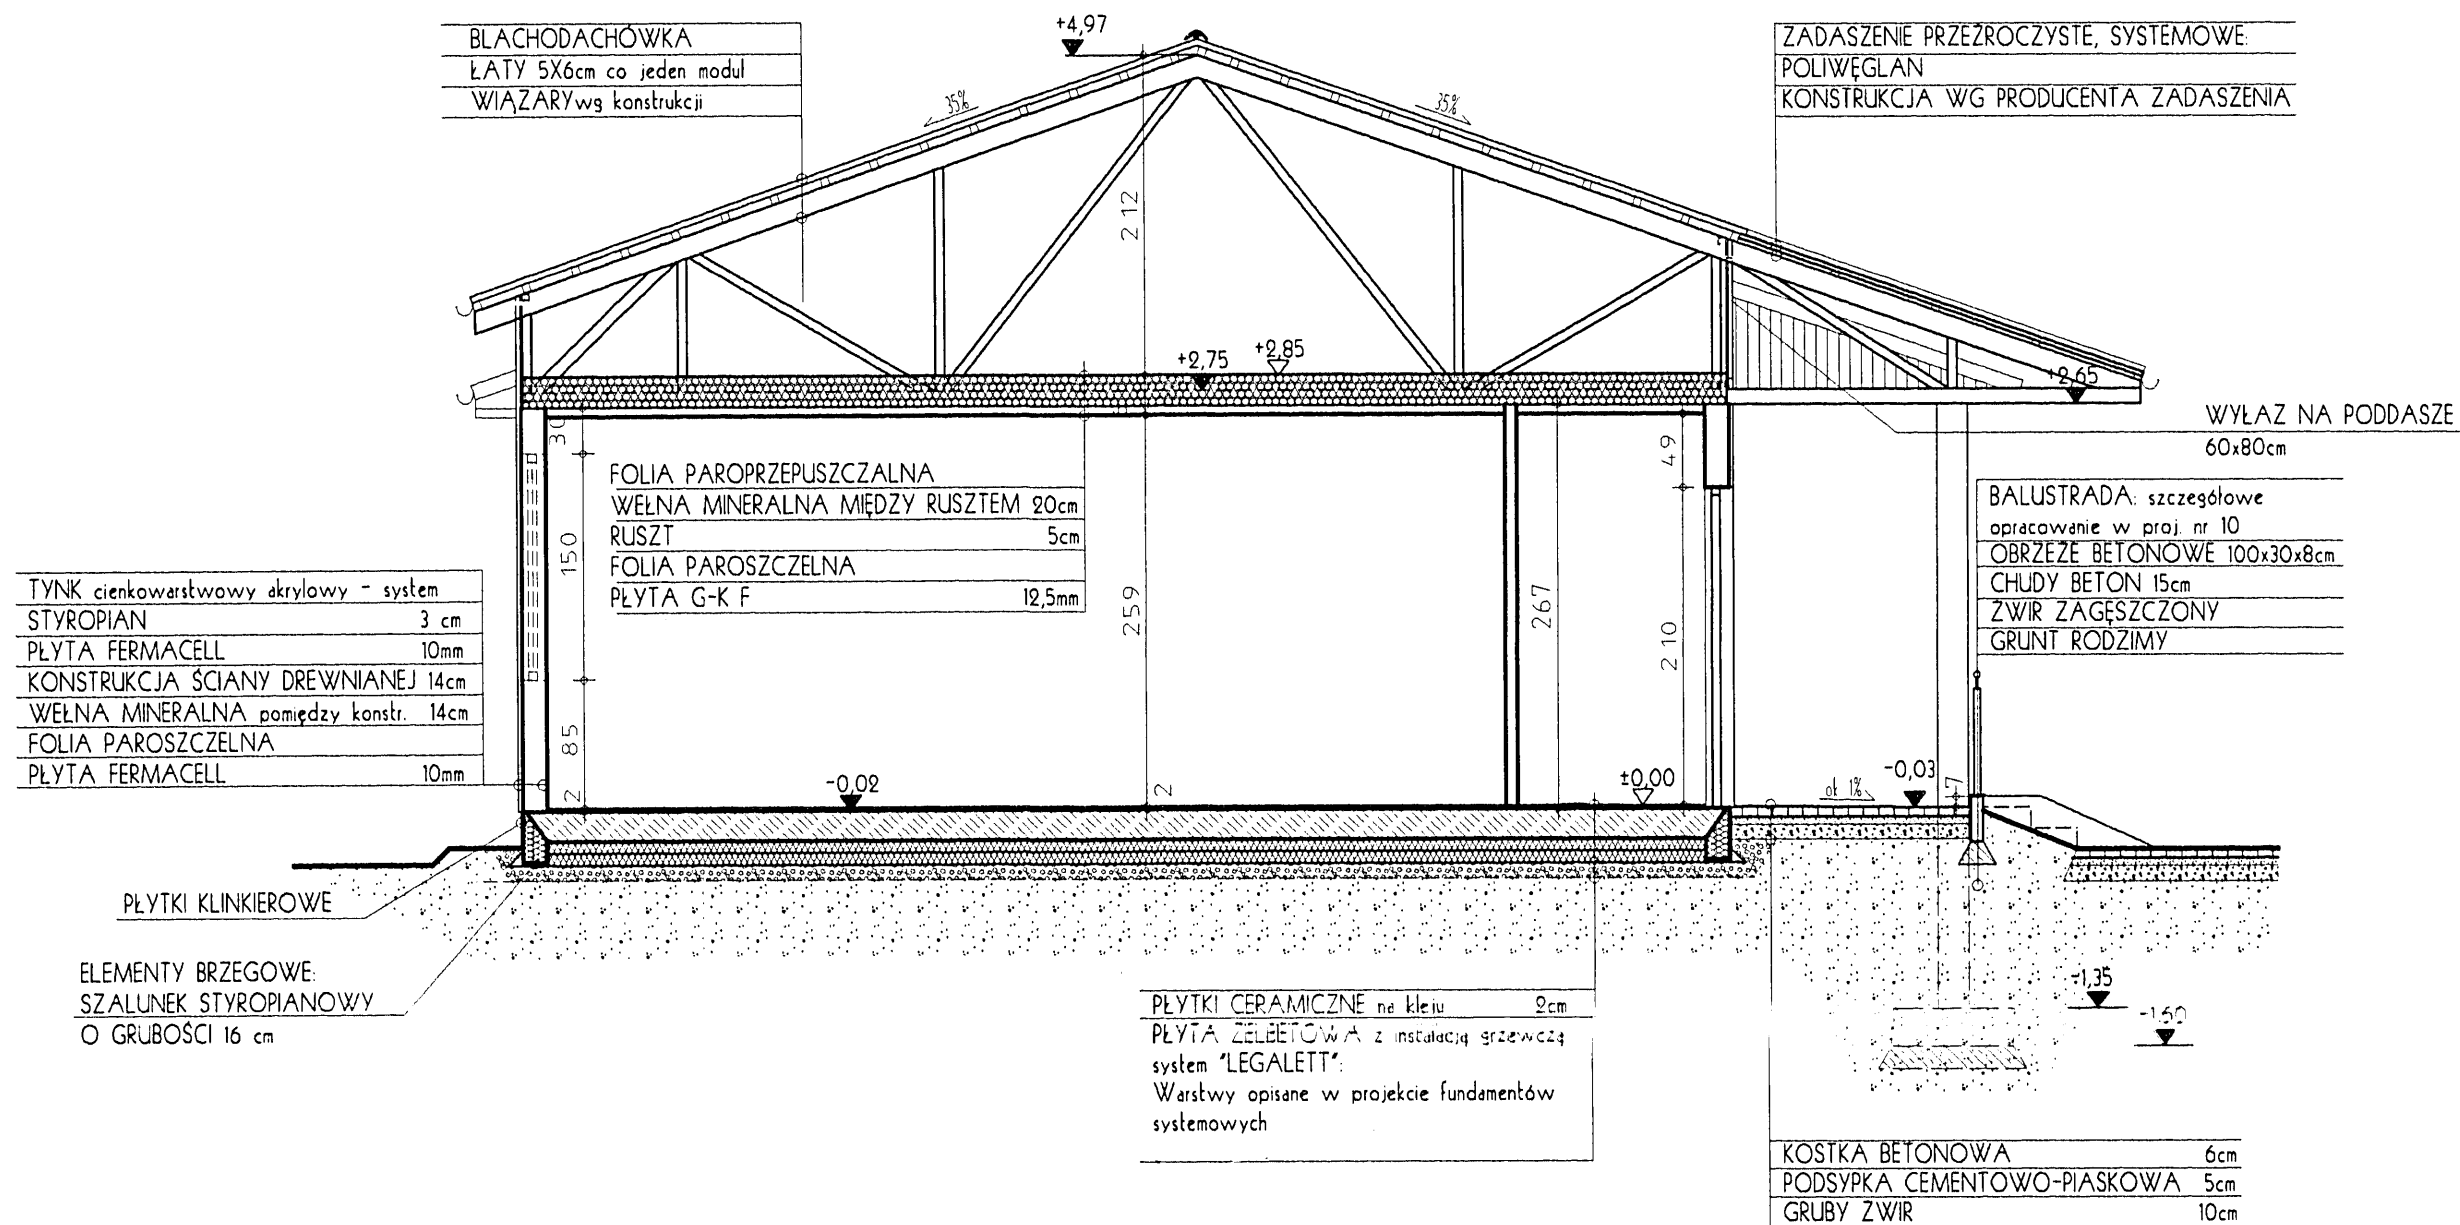 BLACHODACHÓWKA
ŁATY 5X6cm co jeden moduł
WIĄZARY wg konstrukcji
+4,97
35%
35%
ZADASZENIE PRZEŹROCZYSTE, SYSTEMOWE:
POLIWĘGLAN
KONSTRUKCJA WG PRODUCENTA ZADASZENIA
212
+2,75
+2,85
+2,65
WYŁAZ NA PODDASZE
60x80cm
30
150
85
2
FOLIA PAROPRZEPUSZCZALNA
WEŁNA MINERALNA MIĘDZY RUSZTEM 20cm
RUSZT 5cm
FOLIA PAROSZCZELNA
PŁYTA G-K F 12,5mm
259
2
267
49
210
BALUSTRADA: szczegółowe
opracowanie w proj. nr 10
OBRZEŻE BETONOWE 100x30x8cm
CHUDY BETON 15cm
ŻWIR ZAGĘSZCZONY
GRUNT RODZIMY
TYNK cienkowarstwowy akrylowy - system
STYROPIAN 3 cm
PŁYTA FERMACELL 10mm
KONSTRUKCJA ŚCIANY DREWNIANEJ 14cm
WEŁNA MINERALNA pomiędzy konstr. 14cm
FOLIA PAROSZCZELNA
PŁYTA FERMACELL 10mm
-0,02
±0,00
ok 1%
-0,03
7
PŁYTKI KLINKIEROWE
ELEMENTY BRZEGOWE:
SZALUNEK STYROPIANOWY
O GRUBOŚCI 16 cm
PŁYTKI CERAMICZNE na kleju 2cm
PŁYTA ŻELBETOWA z instalacją grzewczą
system "LEGALETT":
Warstwy opisane w projekcie fundamentów
systemowych
-1,35
-1,60
KOSTKA BETONOWA 6cm
PODSYPKA CEMENTOWO-PIASKOWA 5cm
GRUBY ŻWIR 10cm